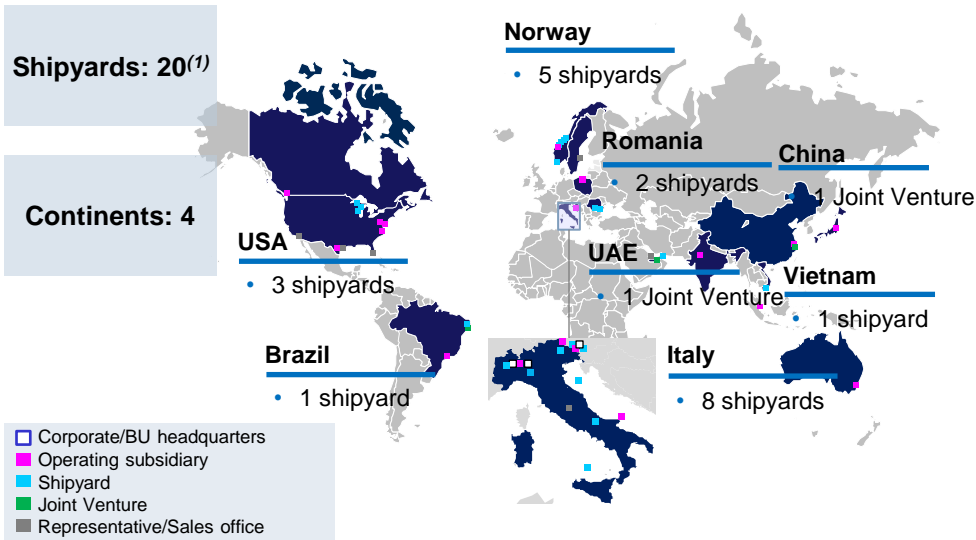 Shipyards: 20(1)
Continents: 4
Norway
• 5 shipyards
Romania
• 2 shipyards
China
• 1 Joint Venture
USA
• 3 shipyards
UAE
• 1 Joint Venture
Vietnam
• 1 shipyard
Brazil
• 1 shipyard
Italy
• 8 shipyards
Corporate/BU headquarters
Operating subsidiary
Shipyard
Joint Venture
Representative/Sales office